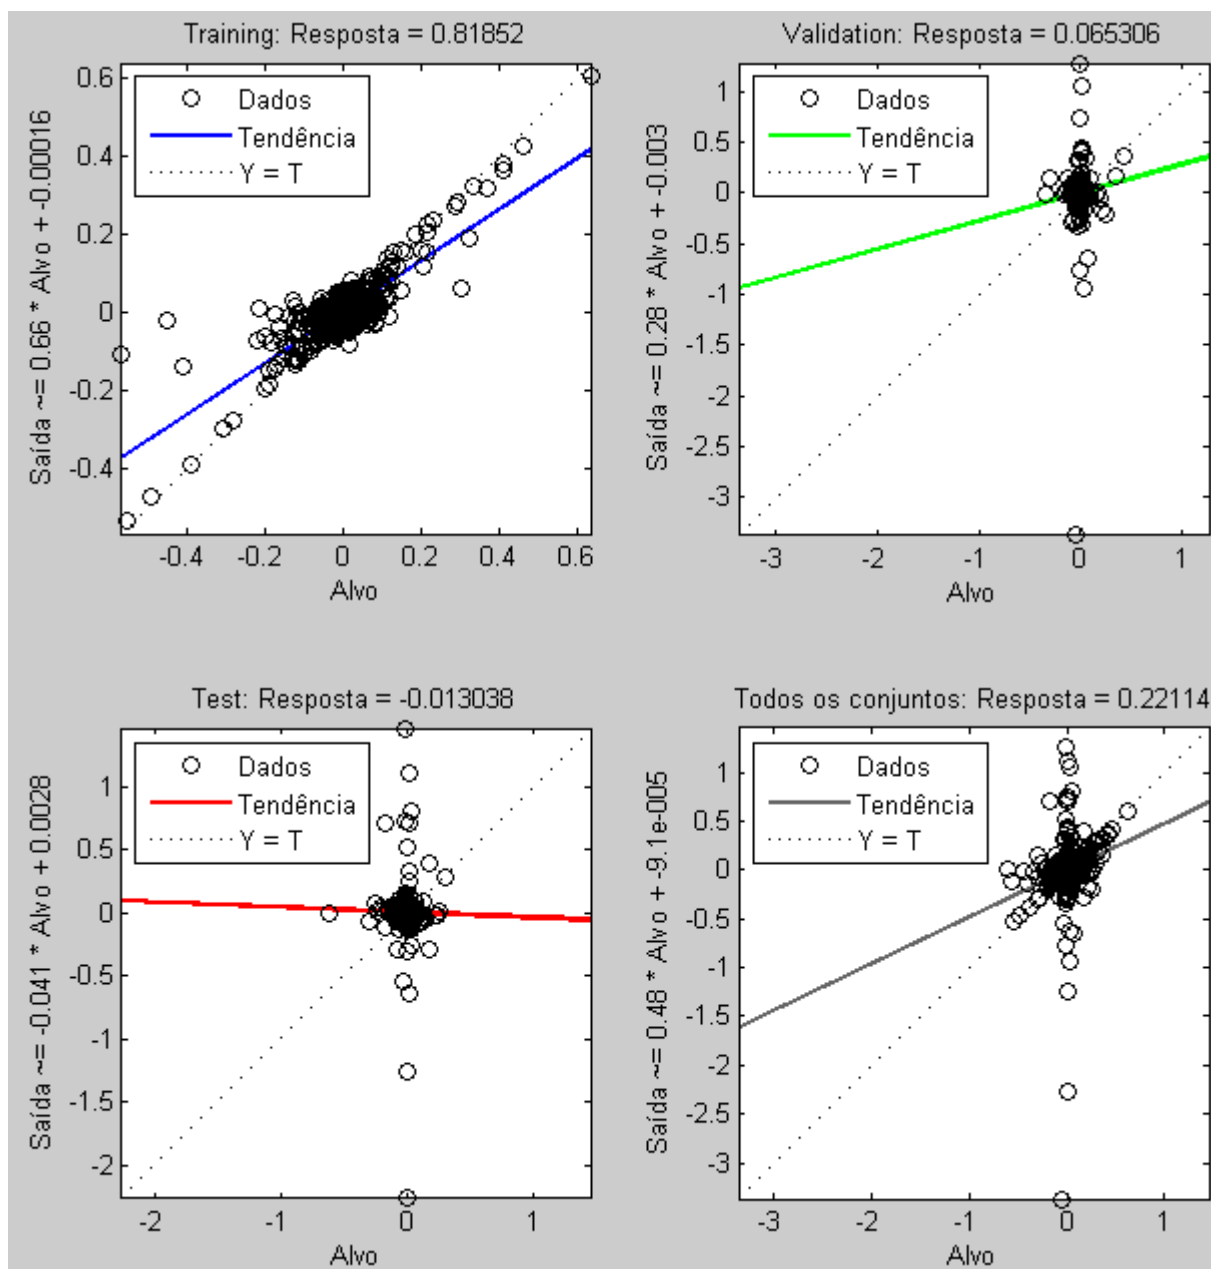 Training: Resposta = 0.81852
Saída ~= 0.66 * Alvo + -0.00016
0.6
0.4
0.2
0
-0.2
-0.4
Dados
Tendência
Y = T
-0.4 -0.2 0 0.2 0.4 0.6
Alvo
Validation: Resposta = 0.065306
Saída ~= 0.28 * Alvo + -0.003
1
0.5
0
-0.5
-1
-1.5
-2
-2.5
-3
Dados
Tendência
Y = T
-3 -2 -1 0 1
Alvo
Test: Resposta = -0.013038
Saída ~= -0.041 * Alvo + 0.0028
1
0.5
0
-0.5
-1
-1.5
-2
Dados
Tendência
Y = T
-2 -1 0 1
Alvo
Todos os conjuntos: Resposta = 0.22114
Saída ~= 0.48 * Alvo + -9.1e-005
1
0.5
0
-0.5
-1
-1.5
-2
-2.5
-3
Dados
Tendência
Y = T
-3 -2 -1 0 1
Alvo